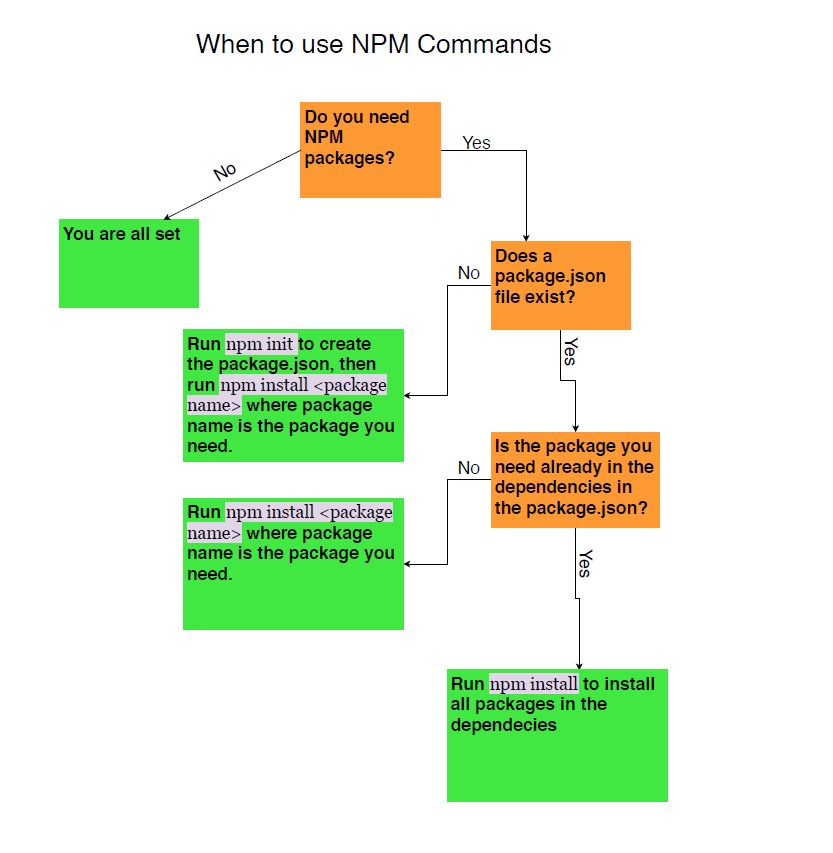 When to use NPM Commands
Do you need
NPM
packages?
Yes
No
You are all set
Does a
package.json
file exist?
No
Yes
Run npm init to create
the package.json, then
run npm install <package
name> where package
name is the package you
need.
Is the package you
need already in the
dependencies in
the package.json?
No
Yes
Run npm install <package
name> where package
name is the package you
need.
Run npm install to install
all packages in the
dependecies